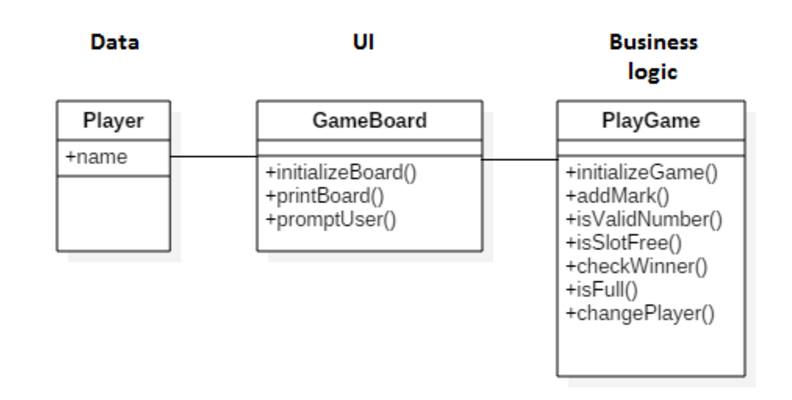 Data
UI
Business
logic
Player
+name
GameBoard
+initializeBoard()
+printBoard()
+promptUser()
PlayGame
+initializeGame()
+addMark()
+isValidNumber()
+isSlotFree()
+checkWinner()
+isFull()
+changePlayer()